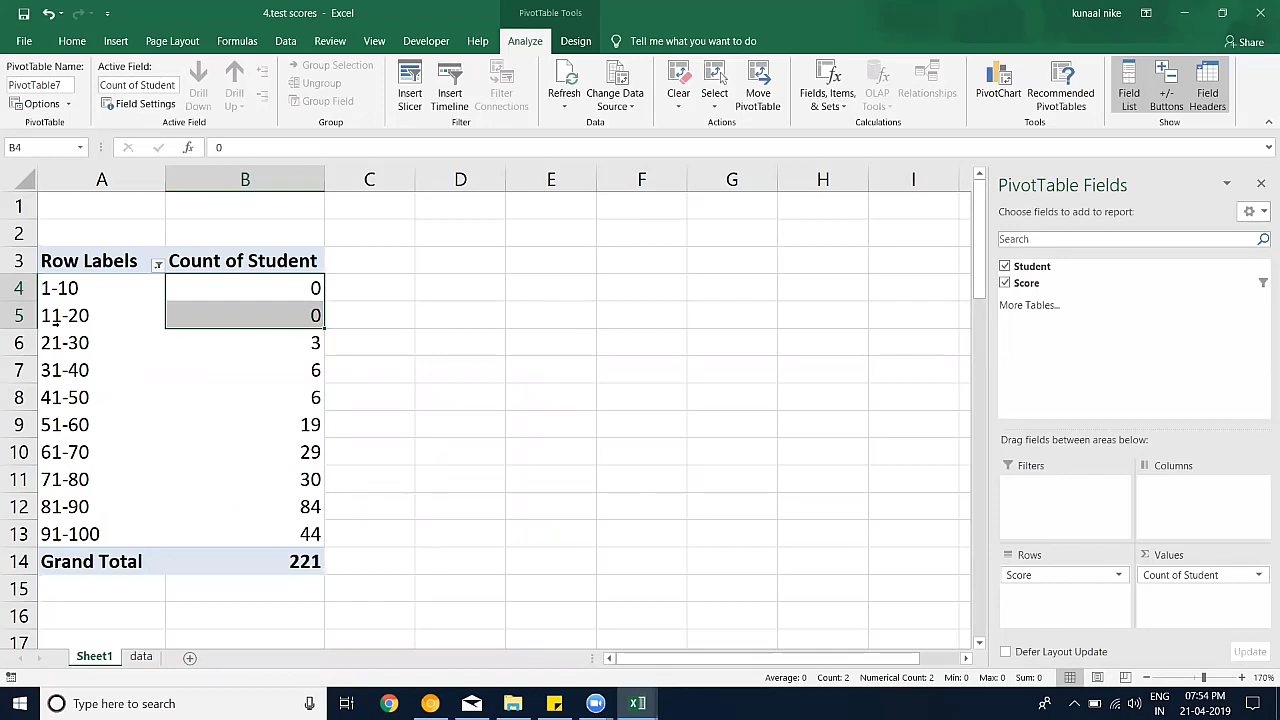 4.test scores - Excel
PivotTable Tools
kunaal nike
File Home Insert Page Layout Formulas Data Review View Developer Help Analyze Design Tell me what you want to do Share
PivotTable Name:
PivotTable7
Options
PivotTable
Active Field:
Count of Student
Field Settings
Drill Down
Drill Up
Active Field
Group Selection
Ungroup
Group Field
Group
Insert Slicer
Insert Timeline
Filter Connections
Filter
Refresh
Change Data Source
Data
Clear
Select
Move PivotTable
Actions
Fields, Items, & Sets
OLAP Tools
Relationships
Calculations
PivotChart
Recommended PivotTables
Tools
Field List
+/- Buttons
Field Headers
Show
B4 fx 0
A B C D E F G H I
1
2
3 Row Labels Count of Student
4 1-10 0
5 11-20 0
6 21-30 3
7 31-40 6
8 41-50 6
9 51-60 19
10 61-70 29
11 71-80 30
12 81-90 84
13 91-100 44
14 Grand Total 221
15
16
17
PivotTable Fields
Choose fields to add to report:
Search
Student
Score
More Tables...
Drag fields between areas below:
Filters
Columns
Rows
Score
Σ Values
Count of Student
Defer Layout Update
Update
Sheet1 data
Average: 0 Count: 2 Numerical Count: 2 Min: 0 Max: 0 Sum: 0 170%
Type here to search
ENG
IN
07:54 PM
21-04-2019